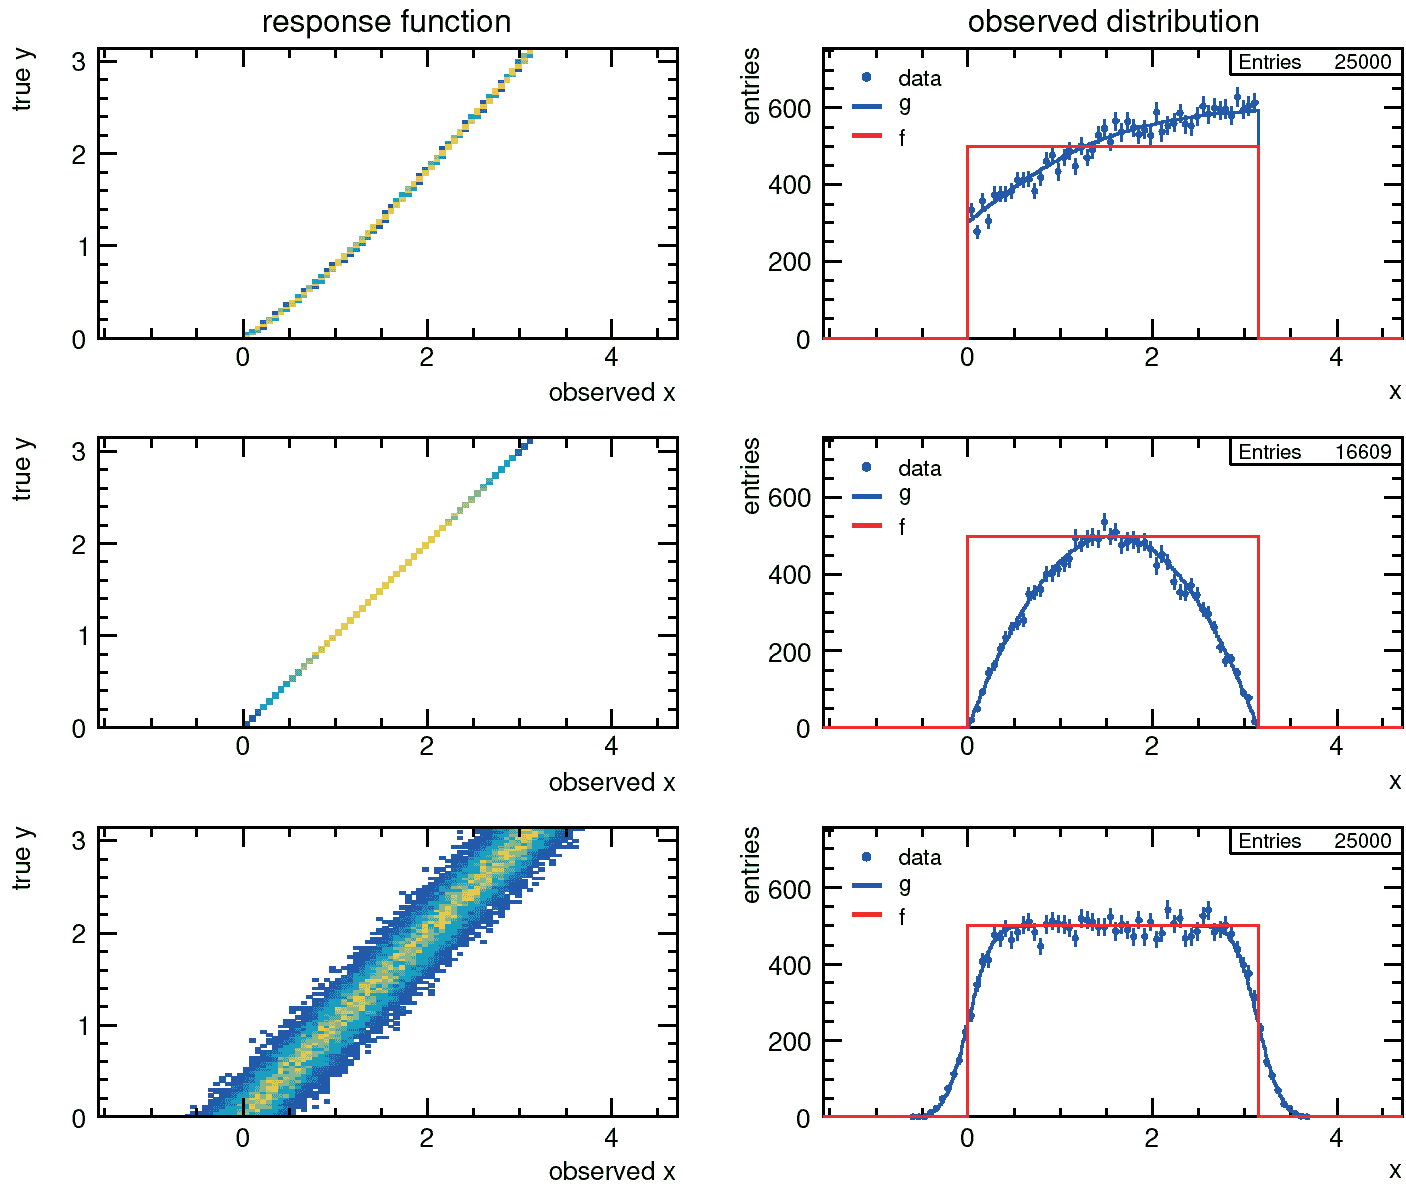 response function
true y
3
2
1
0
0 2 4
observed x
observed distribution
entries
Entries 25000
data
g
f
600
400
200
0
0 2 4
x
true y
3
2
1
0
0 2 4
observed x
entries
Entries 16609
data
g
f
600
400
200
0
0 2 4
x
true y
3
2
1
0
0 2 4
observed x
entries
Entries 25000
data
g
f
600
400
200
0
0 2 4
x